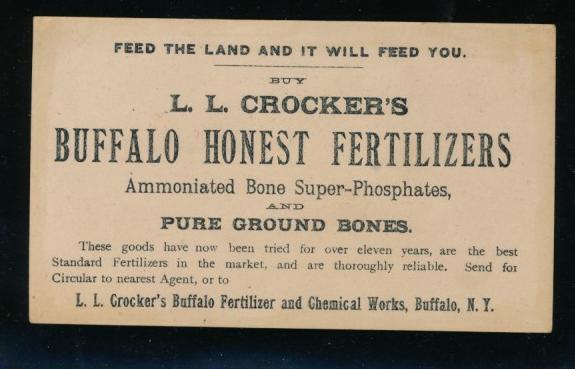 FEED THE LAND AND IT WILL FEED YOU.
BUY
L. L. CROCKER'S
BUFFALO HONEST FERTILIZERS
Ammoniated Bone Super-Phosphates,
AND
PURE GROUND BONES.
These goods have now been tried for over eleven years, are the best
Standard Fertilizers in the market, and are thoroughly reliable. Send for
Circular to nearest Agent, or to
L. L. Crocker's Buffalo Fertilizer and Chemical Works, Buffalo, N. Y.